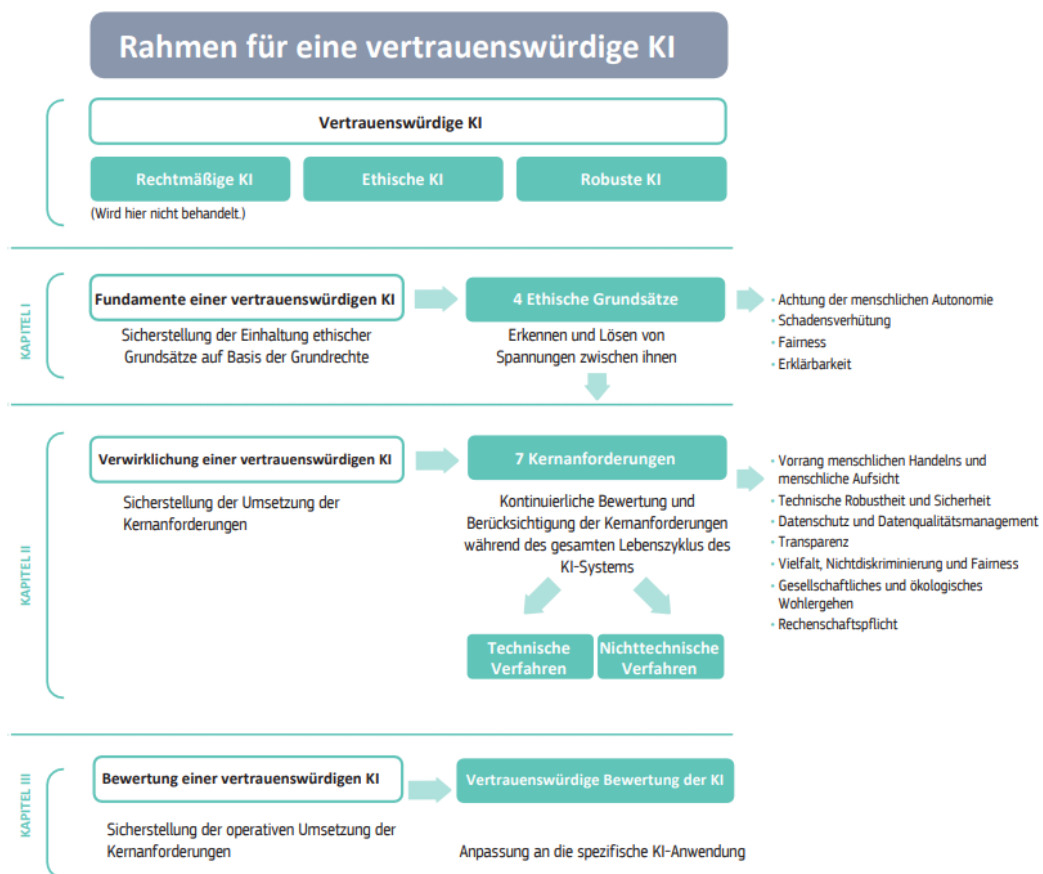 Rahmen für eine vertrauenswürdige KI
Vertrauenswürdige KI
Rechtmäßige KI
Ethische KI
Robuste KI
(Wird hier nicht behandelt.)
KAPITEL I
Fundamente einer vertrauenswürdigen KI
Sicherstellung der Einhaltung ethischer
Grundsätze auf Basis der Grundrechte
4 Ethische Grundsätze
Erkennen und Lösen von
Spannungen zwischen ihnen
• Achtung der menschlichen Autonomie
• Schadensverhütung
• Fairness
• Erklärbarkeit
KAPITEL II
Verwirklichung einer vertrauenswürdigen KI
Sicherstellung der Umsetzung der
Kernanforderungen
7 Kernanforderungen
Kontinuierliche Bewertung und
Berücksichtigung der Kernanforderungen
während des gesamten Lebenszyklus des
KI-Systems
Technische
Verfahren
Nichttechnische
Verfahren
• Vorrang menschlichen Handelns und
menschliche Aufsicht
• Technische Robustheit und Sicherheit
• Datenschutz und Datenqualitätsmanagement
• Transparenz
• Vielfalt, Nichtdiskriminierung und Fairness
• Gesellschaftliches und ökologisches
Wohlergehen
• Rechenschaftspflicht
KAPITEL III
Bewertung einer vertrauenswürdigen KI
Sicherstellung der operativen Umsetzung der
Kernanforderungen
Vertrauenswürdige Bewertung der KI
Anpassung an die spezifische KI-Anwendung